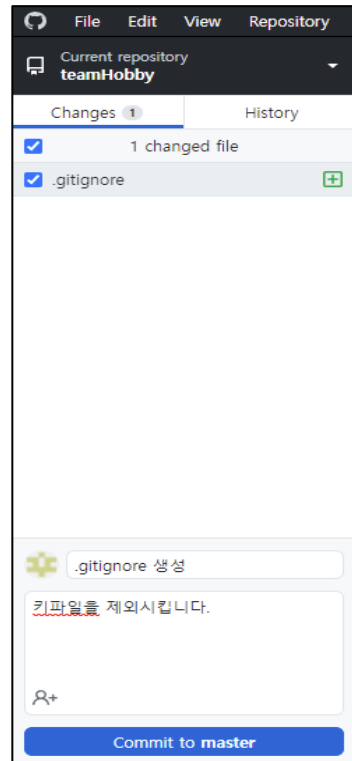 File Edit View Repository
Current repository
teamHobby
Changes 1 History
1 changed file
.gitignore
.gitignore 생성
키파일을 제외시킵니다.
Commit to master